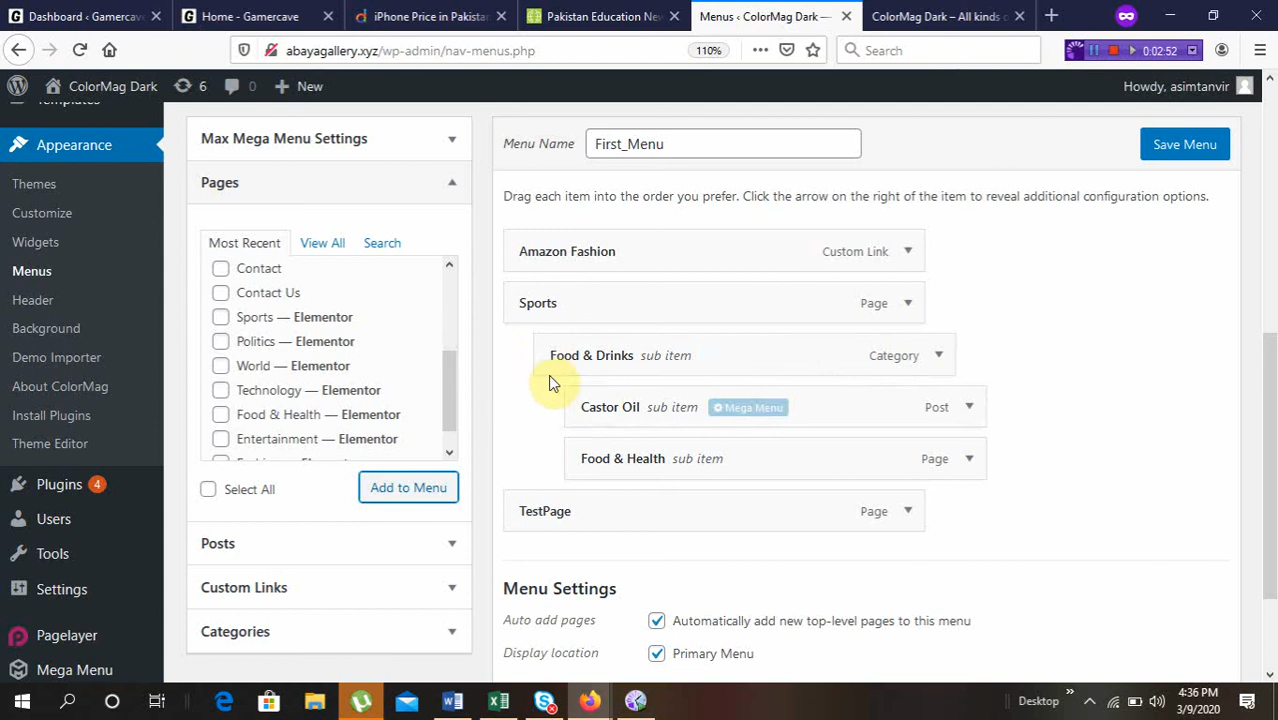 Dashboard ‹ Gamercave
Home - Gamercave
iPhone Price in Pakistan
Pakistan Education Ne
Menus ‹ ColorMag Dark —
ColorMag Dark – All kinds o
abayagallery.xyz/wp-admin/nav-menus.php
110%
Search
0:02:52
ColorMag Dark
6
0
New
Howdy, asimtanvir
Templates
Appearance
Themes
Customize
Widgets
Menus
Header
Background
Demo Importer
About ColorMag
Install Plugins
Theme Editor
Plugins 4
Users
Tools
Settings
Pagelayer
Mega Menu
Max Mega Menu Settings
Pages
Most Recent
View All
Search
Contact
Contact Us
Sports — Elementor
Politics — Elementor
World — Elementor
Technology — Elementor
Food & Health — Elementor
Entertainment — Elementor
Select All
Add to Menu
Posts
Custom Links
Categories
Menu Name
First_Menu
Save Menu
Drag each item into the order you prefer. Click the arrow on the right of the item to reveal additional configuration options.
Amazon Fashion
Custom Link
Sports
Page
Food & Drinks sub item
Category
Castor Oil sub item
Mega Menu
Post
Food & Health sub item
Page
TestPage
Page
Menu Settings
Auto add pages
Automatically add new top-level pages to this menu
Display location
Primary Menu
Desktop
4:36 PM
3/9/2020